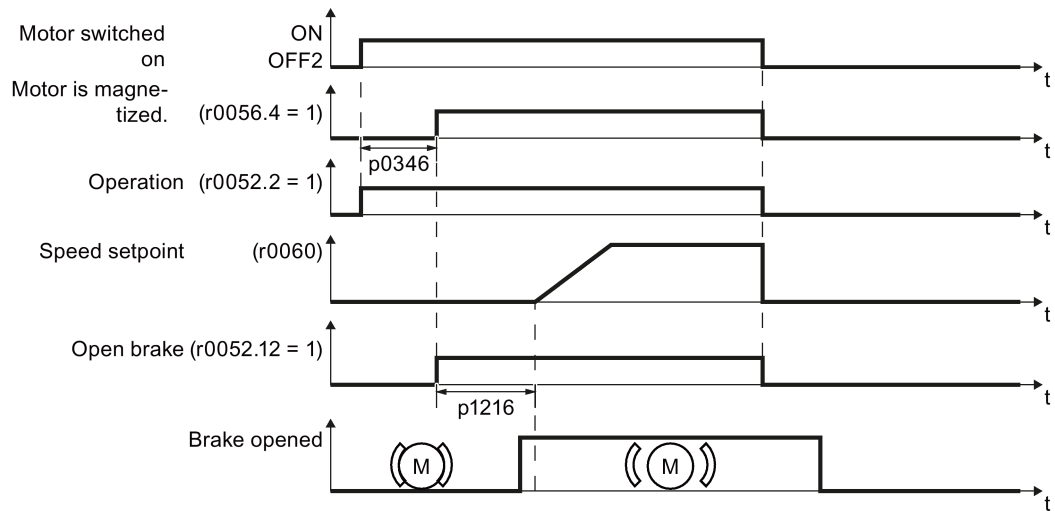 Motor switched
on
ON
OFF2
t
Motor is magne-
tized.
(r0056.4 = 1)
t
p0346
Operation (r0052.2 = 1)
t
Speed setpoint (r0060)
t
Open brake (r0052.12 = 1)
t
p1216
Brake opened
M
M
t